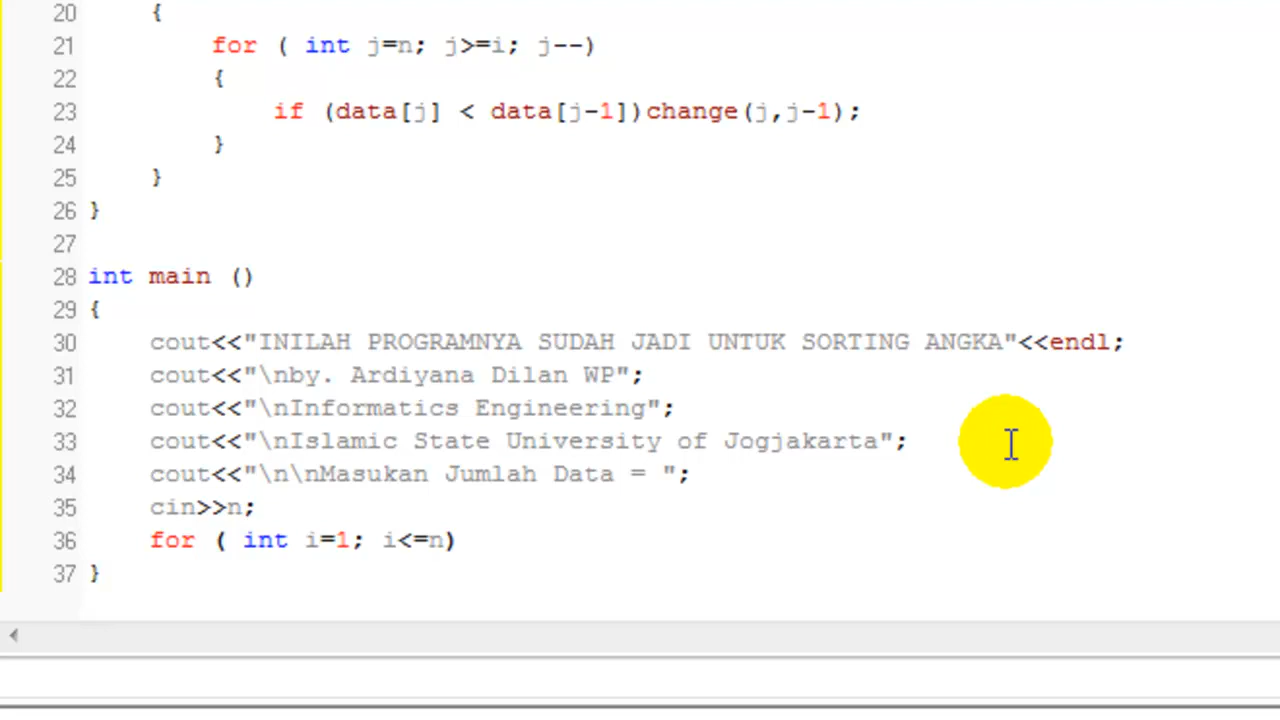 20 {
21 for ( int j=n; j>=i; j--)
22 {
23 if (data[j] < data[j-1])change(j,j-1);
24 }
25 }
26 }
27
28 int main ()
29 {
30 cout<<"INILAH PROGRAMNYA SUDAH JADI UNTUK SORTING ANGKA"<<endl;
31 cout<<"\nby. Ardiyana Dilan WP";
32 cout<<"\nInformatics Engineering";
33 cout<<"\nIslamic State University of Jogjakarta";
34 cout<<"\n\nMasukan Jumlah Data = ";
35 cin>>n;
36 for ( int i=1; i<=n)
37 }